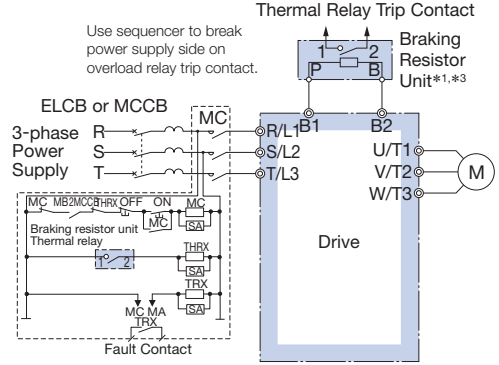 Thermal Relay Trip Contact
Use sequencer to break
power supply side on
overload relay trip contact.
1 2
P B
Braking
Resistor
Unit*1,*3
ELCB or MCCB
MC
B1 B2
3-phase
Power
Supply
R
S
T
R/L1
S/L2
T/L3
U/T1
V/T2
W/T3
M
Drive
MC MB2MCCBTHRX OFF ON MC
MC
SA
Braking resistor unit
Thermal relay
1 2
THRX
SA
TRX
SA
MC MA
TRX
Fault Contact